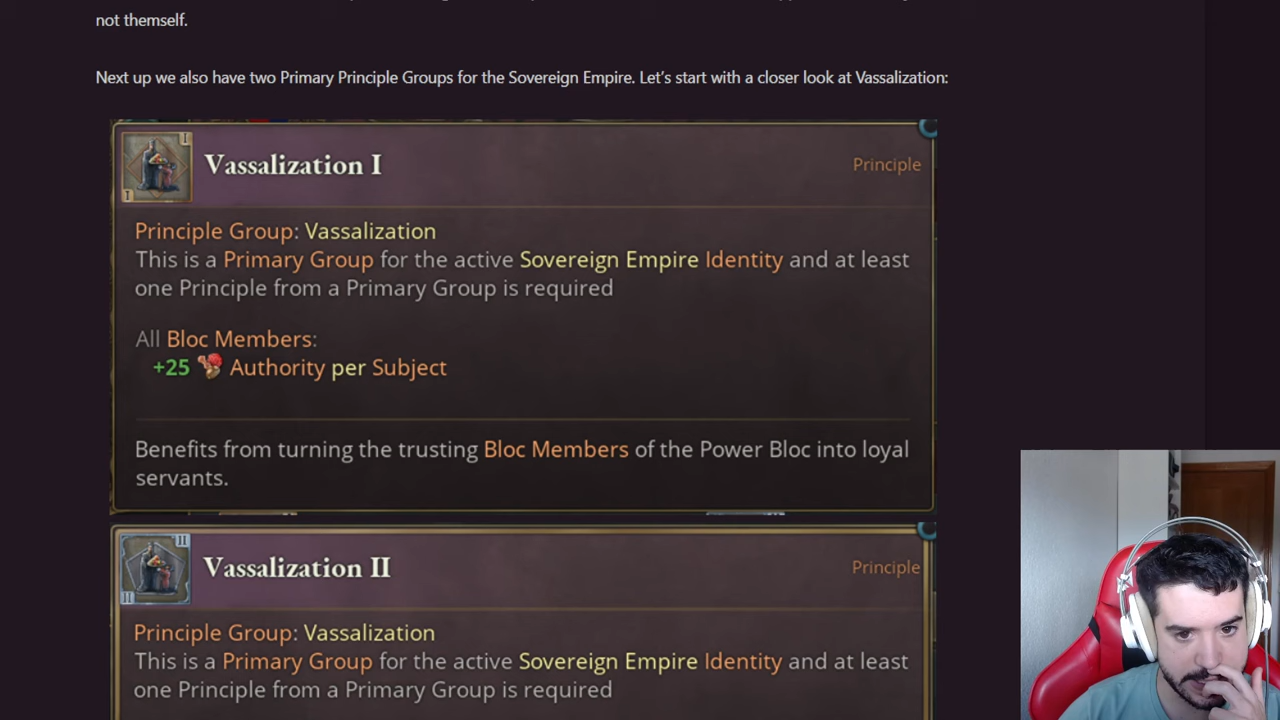 not themself.
Next up we also have two Primary Principle Groups for the Sovereign Empire. Let's start with a closer look at Vassalization:
I
I
Vassalization I
Principle
Principle Group: Vassalization
This is a Primary Group for the active Sovereign Empire Identity and at least
one Principle from a Primary Group is required
All Bloc Members:
+25 Authority per Subject
Benefits from turning the trusting Bloc Members of the Power Bloc into loyal
servants.
II
II
Vassalization II
Principle
Principle Group: Vassalization
This is a Primary Group for the active Sovereign Empire Identity and at least
one Principle from a Primary Group is required